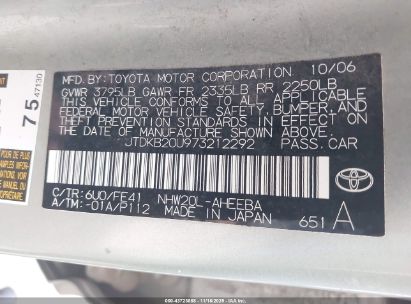 MFD. BY: TOYOTA MOTOR CORPORATION 10/06
GVWR 3795LB GAWR FR 2335LB RR 2250LB
THIS VEHICLE CONFORMS TO ALL APPLICABLE
FEDERAL MOTOR VEHICLE SAFETY, BUMPER, AND
THEFT PREVENTION STANDARDS IN EFFECT ON
THE DATE OF MANUFACTURE SHOWN ABOVE.
JTDKB20U973212292 PASS.CAR
C/TR: 6U0/FE41 NHW20L-AHEEBA
A/TM: -01A/P112 MADE IN JAPAN 651 A
TOYOTA
75
47130